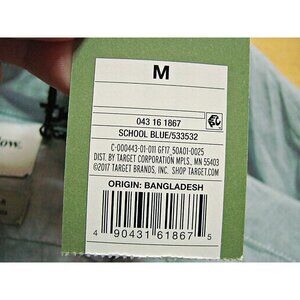 M
043 16 1867
SCHOOL BLUE/533532
C-000443-01-011 GF17_50A01-0025
DIST. BY TARGET CORPORATION MPLS, MN 55403
©2017 TARGET BRANDS, INC. SHOP TARGET.COM
ORIGIN: BANGLADESH
4 90431 61867 5